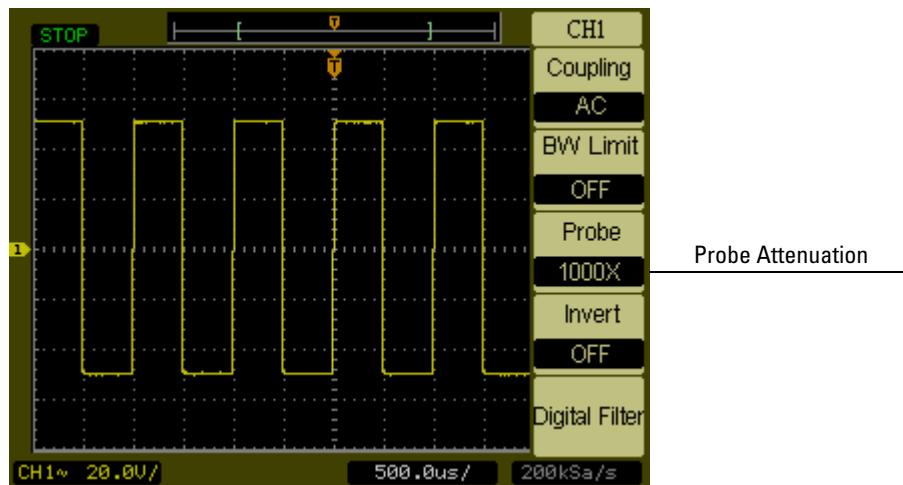 STOP
T
T
CH1
Coupling
AC
BW Limit
OFF
Probe
1000X
Invert
OFF
Digital Filter
Probe Attenuation
1
CH1~ 20.0V/
500.0us/
200kSa/s